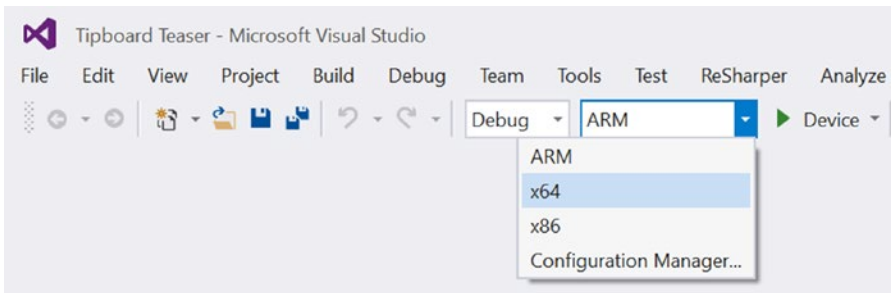 Tipboard Teaser - Microsoft Visual Studio
File Edit View Project Build Debug Team Tools Test ReSharper Analyze
Debug ARM Device
ARM
x64
x86
Configuration Manager...